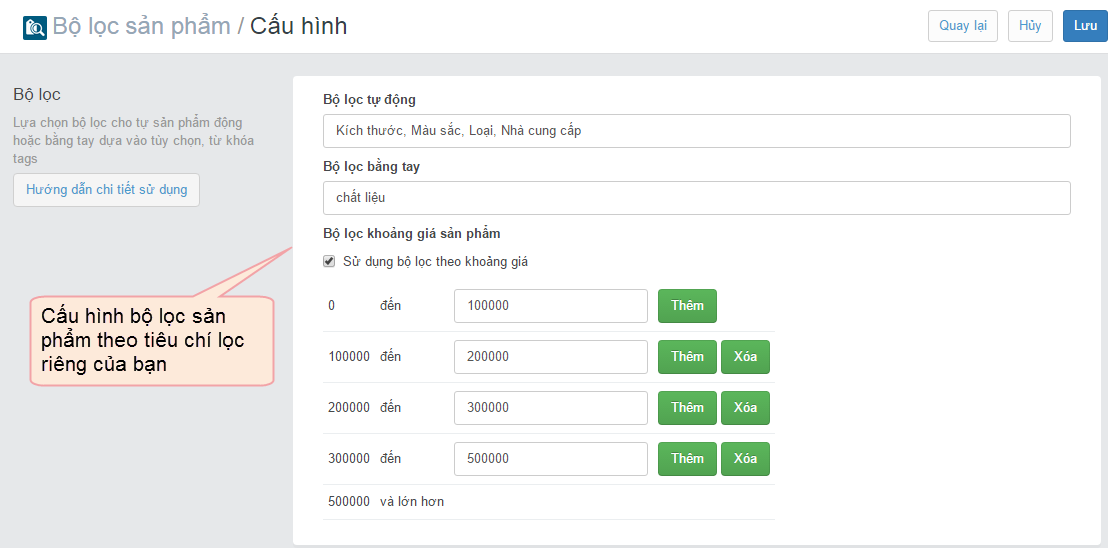 Bộ lọc sản phẩm / Cấu hình
Quay lại
Hủy
Lưu
Bộ lọc
Lựa chọn bộ lọc cho tự sản phẩm động
hoặc bằng tay dựa vào tùy chọn, từ khóa
tags
Hướng dẫn chi tiết sử dụng
Cấu hình bộ lọc sản
phẩm theo tiêu chí lọc
riêng của bạn
Bộ lọc tự động
Kích thước, Màu sắc, Loại, Nhà cung cấp
Bộ lọc bằng tay
chất liệu
Bộ lọc khoảng giá sản phẩm
Sử dụng bộ lọc theo khoảng giá
0 đến 100000 Thêm
100000 đến 200000 Thêm Xóa
200000 đến 300000 Thêm Xóa
300000 đến 500000 Thêm Xóa
500000 và lớn hơn